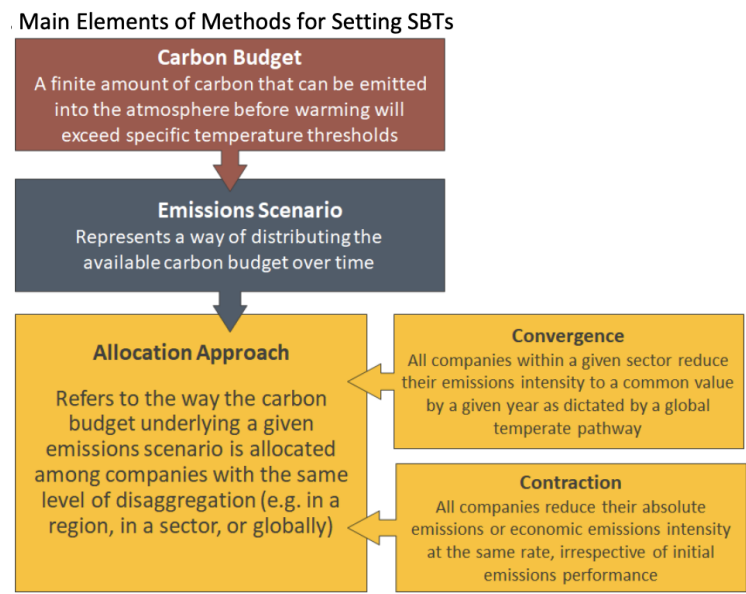 . Main Elements of Methods for Setting SBTs
Carbon Budget
A finite amount of carbon that can be emitted
into the atmosphere before warming will
exceed specific temperature thresholds
Emissions Scenario
Represents a way of distributing the
available carbon budget over time
Allocation Approach
Refers to the way the carbon
budget underlying a given
emissions scenario is allocated
among companies with the same
level of disaggregation (e.g. in a
region, in a sector, or globally)
Convergence
All companies within a given sector reduce
their emissions intensity to a common value
by a given year as dictated by a global
temperate pathway
Contraction
All companies reduce their absolute
emissions or economic emissions intensity
at the same rate, irrespective of initial
emissions performance